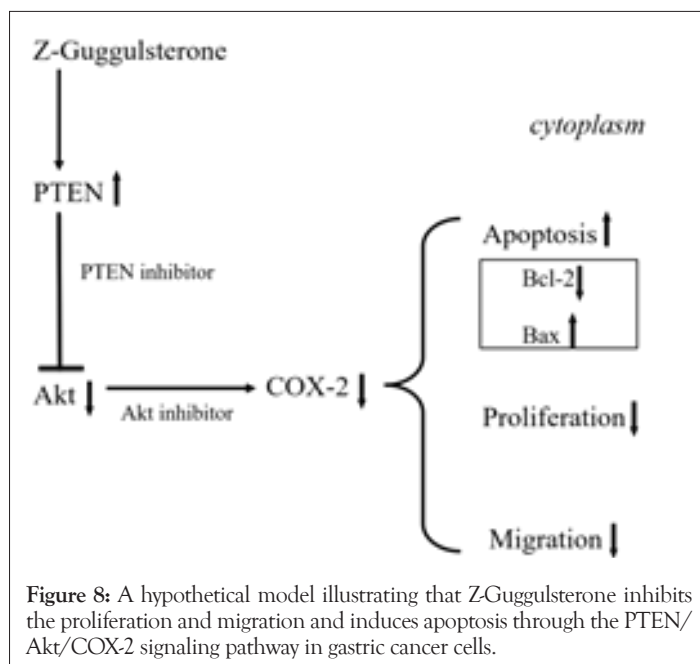 Z-Guggulsterone
cytoplasm
PTEN
Apoptosis
PTEN inhibitor
Bcl-2
Bax
Akt
COX-2
Akt inhibitor
Proliferation
Migration
Figure 8: A hypothetical model illustrating that Z-Guggulsterone inhibits
the proliferation and migration and induces apoptosis through the PTEN/
Akt/COX-2 signaling pathway in gastric cancer cells.